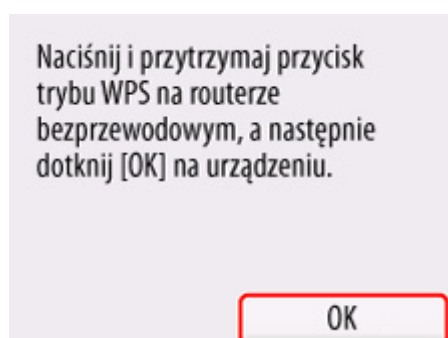 Naciśnij i przytrzymaj przycisk
trybu WPS na routerze
bezprzewodowym, a następnie
dotknij [OK] na urządzeniu.
OK